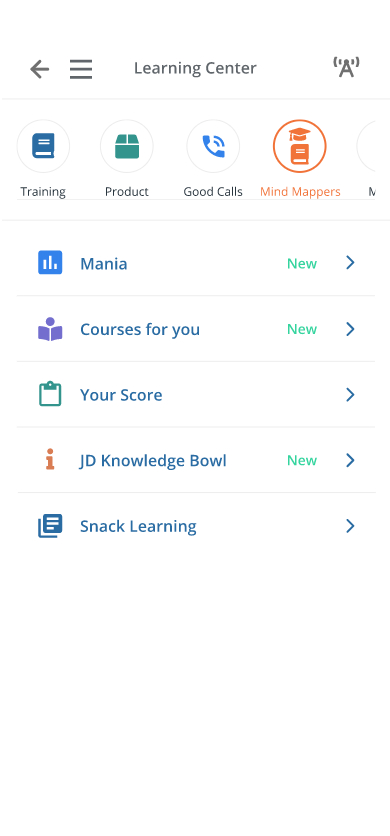 Learning Center
Training Product Good Calls Mind Mappers M
Mania New
Courses for you New
Your Score
JD Knowledge Bowl New
Snack Learning